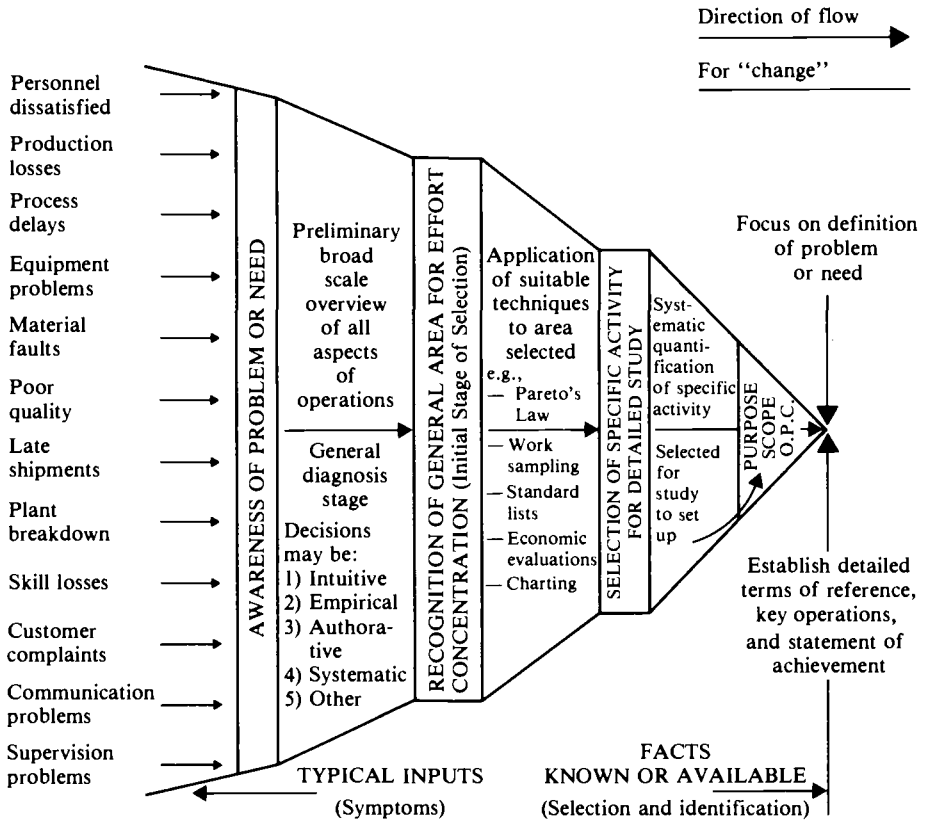 Direction of flow
For “change”
Personnel
dissatisfied
Production
losses
Process
delays
Equipment
problems
Material
faults
Poor
quality
Late
shipments
Plant
breakdown
Skill losses
Customer
complaints
Communication
problems
Supervision
problems
AWARENESS OF PROBLEM OR NEED
Preliminary
broad
scale
overview
of all
aspects
of
operations
General
diagnosis
stage
Decisions
may be:
1) Intuitive
2) Empirical
3) Authora-
tive
4) Systematic
5) Other
RECOGNITION OF GENERAL AREA FOR EFFORT
CONCENTRATION (Initial Stage of Selection)
Application
of suitable
techniques
to area
selected
e.g.,
— Pareto’s
Law
— Work
sampling
— Standard
lists
— Economic
evaluations
— Charting
SELECTION OF SPECIFIC ACTIVITY
FOR DETAILED STUDY
Syst-
ematic
quanti-
fication
of specific
activity
Selected
for
study
to set
up
PURPOSE
SCOPE
O.P.C.
Focus on definition
of problem
or need
Establish detailed
terms of reference,
key operations,
and statement of
achievement
TYPICAL INPUTS
(Symptoms)
FACTS
KNOWN OR AVAILABLE
(Selection and identification)